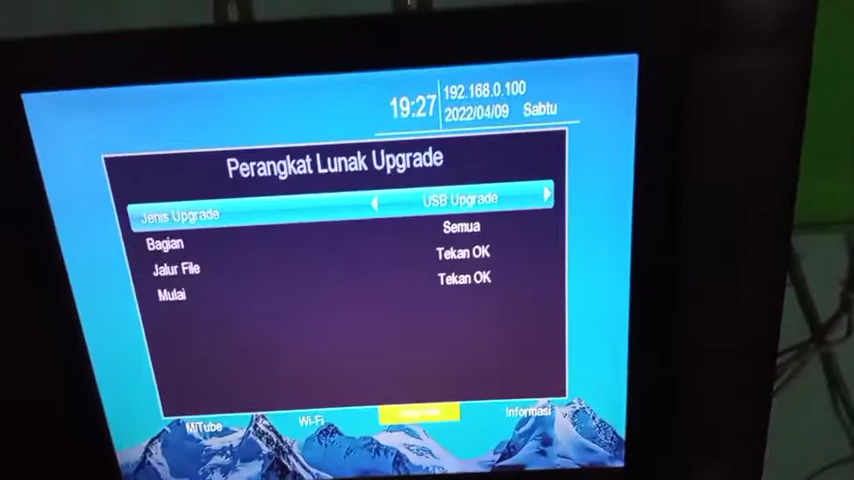 19:27
192.168.0.100
2022/04/09 Sabtu
Perangkat Lunak Upgrade
Jenis Upgrade USB Upgrade
Bagian Semua
Jalur File Tekan OK
Mulai Tekan OK
MiTube Wi-Fi Informasi